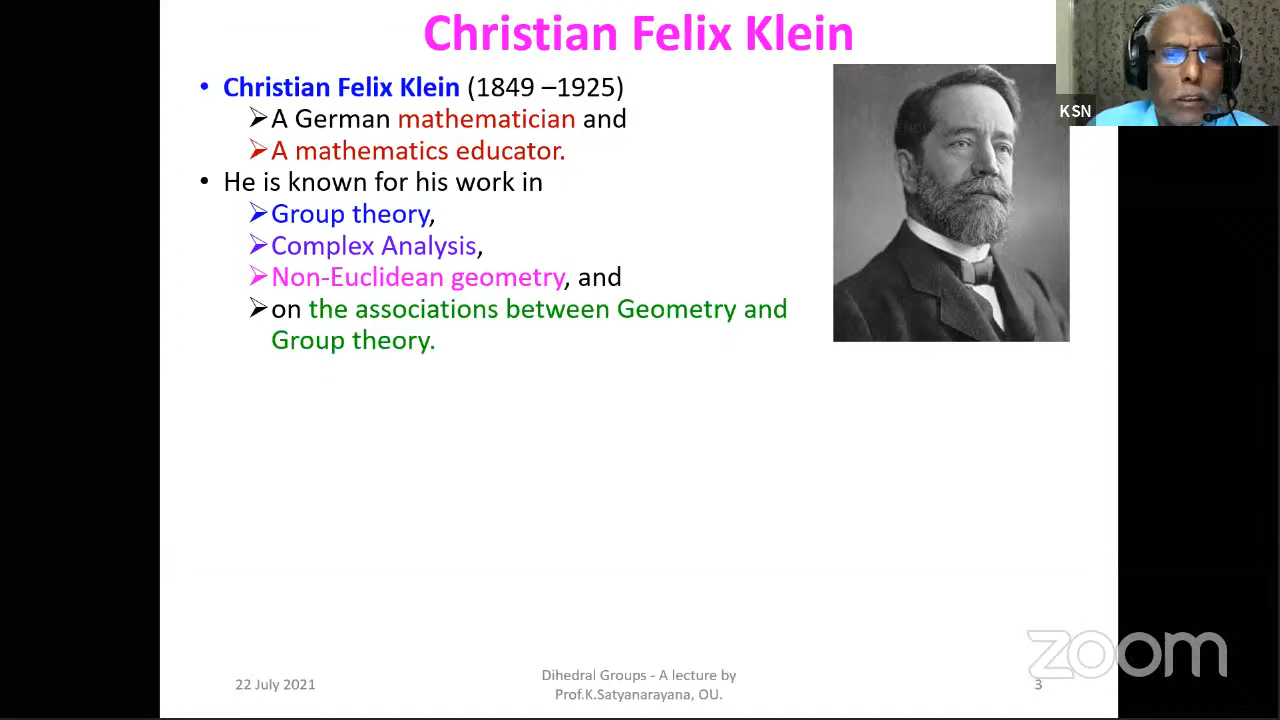 Christian Felix Klein
• Christian Felix Klein (1849 –1925)
➢A German mathematician and
➢A mathematics educator.
• He is known for his work in
➢Group theory,
➢Complex Analysis,
➢Non-Euclidean geometry, and
➢on the associations between Geometry and
Group theory.
KSN
22 July 2021
Dihedral Groups - A lecture by
Prof.K.Satyanarayana, OU.
3
zoom